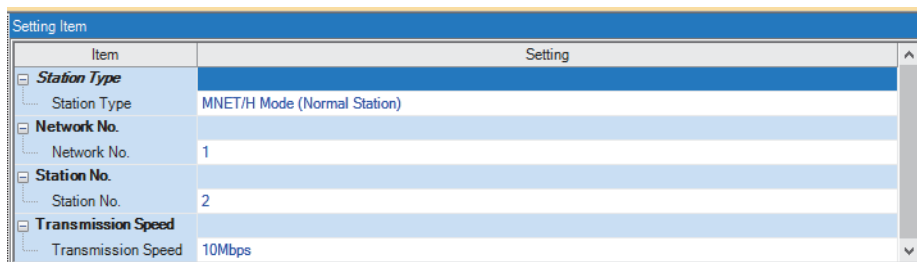 Setting Item
Item Setting
Station Type
Station Type MNET/H Mode (Normal Station)
Network No.
Network No. 1
Station No.
Station No. 2
Transmission Speed
Transmission Speed 10Mbps